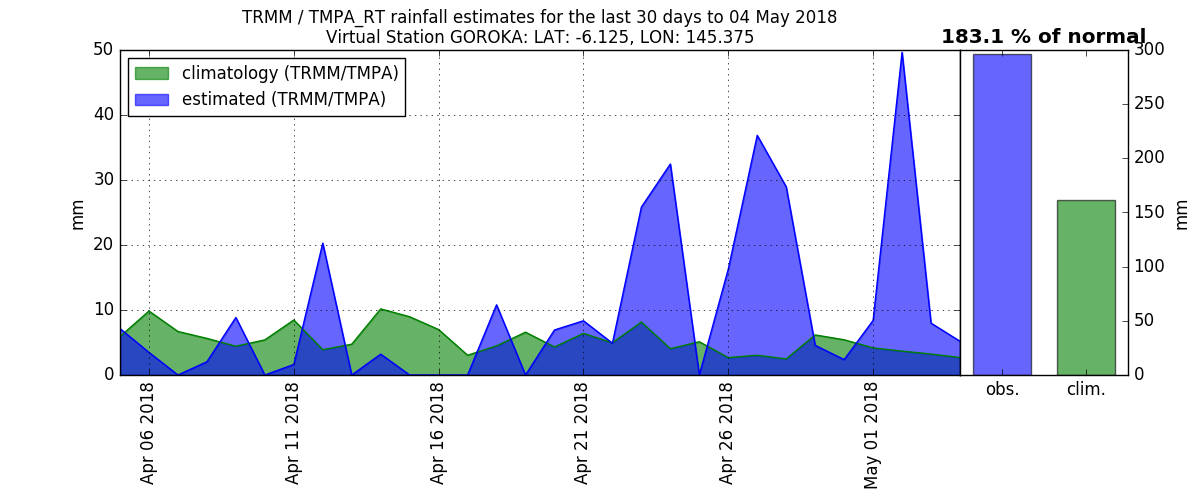 TRMM / TMPA_RT rainfall estimates for the last 30 days to 04 May 2018
Virtual Station GOROKA: LAT: -6.125, LON: 145.375
183.1 % of normal
climatology (TRMM/TMPA)
estimated (TRMM/TMPA)
50
40
30
20
10
0
mm
Apr 06 2018
Apr 11 2018
Apr 16 2018
Apr 21 2018
Apr 26 2018
May 01 2018
obs.
clim.
300
250
200
150
100
50
0
mm